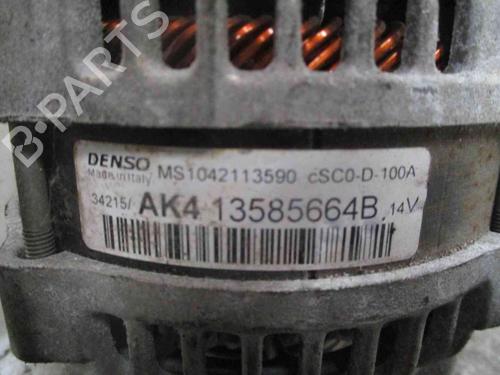 B-PARTS
DENSO MS1042113590 cSC0-D-100A
Made in Italy
34215/ AK4 13585664B 14V